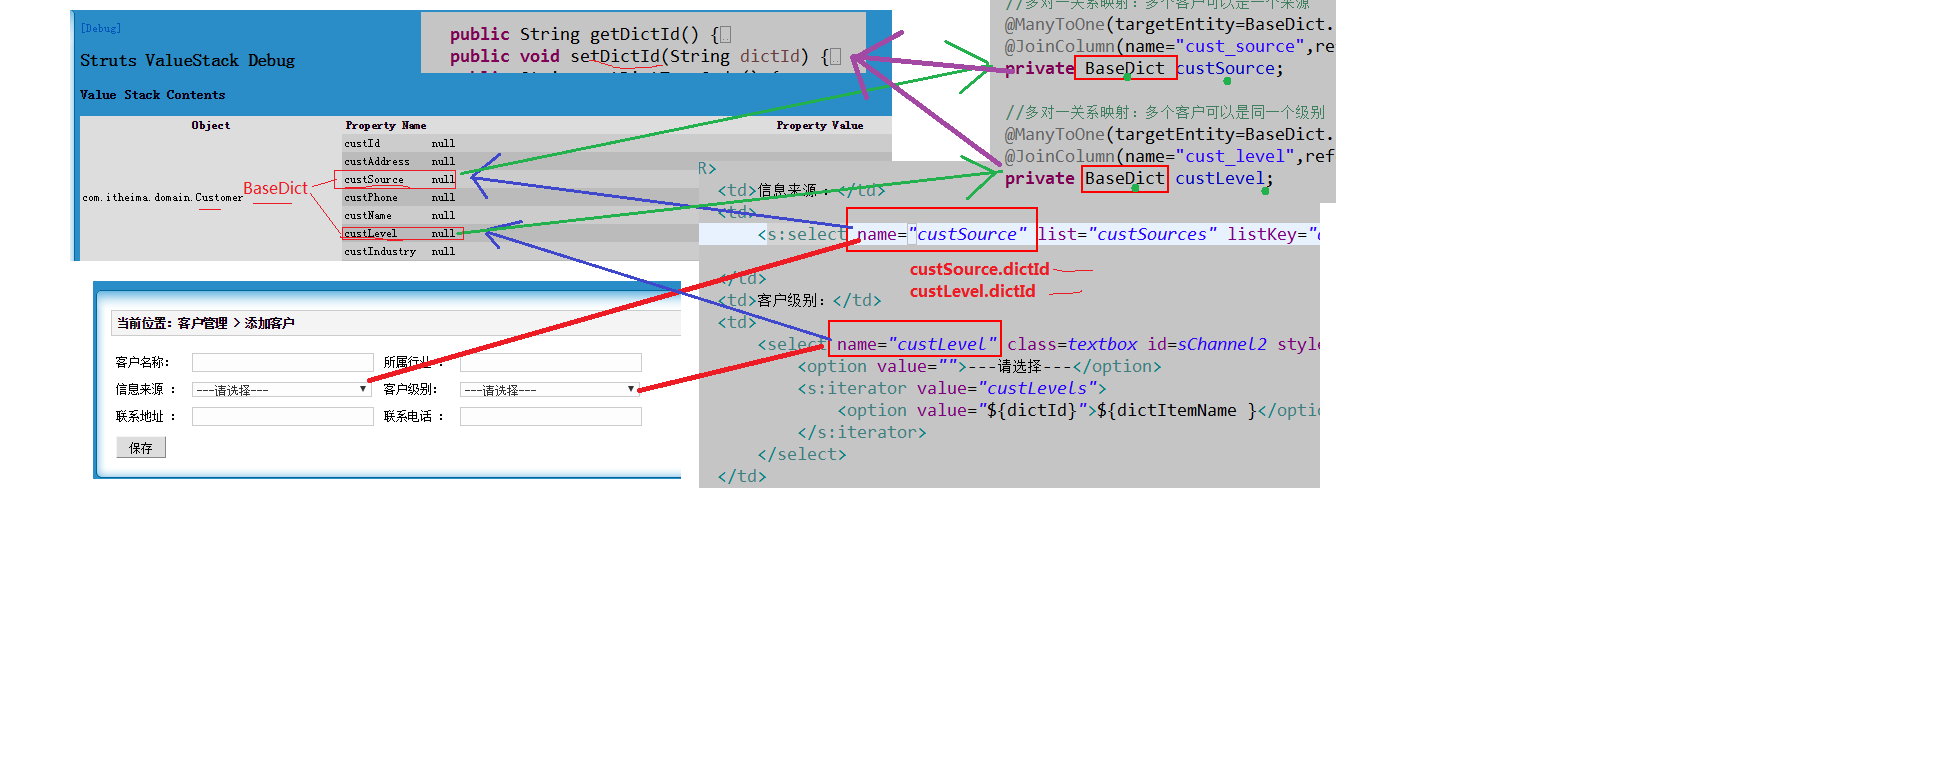 [Debug]
Struts ValueStack Debug
Value Stack Contents
Object Property Name Property Value
custId null
custAddress null
custSource null
com.itheima.domain.Customer custPhone null
custName null
custLevel null
custIndustry null
BaseDict
public String getDictId() {
public void setDictId(String dictId) {
//多对一关系映射：多个客户可以是一个来源
@ManyToOne(targetEntity=BaseDict.
@JoinColumn(name="cust_source",re
private BaseDict custSource;
//多对一关系映射：多个客户可以是同一个级别
@ManyToOne(targetEntity=BaseDict.
@JoinColumn(name="cust_level",ref
private BaseDict custLevel;
R>
<td>信息来源：</td>
<td>
<s:select name="custSource" list="custSources" listKey="
custSource.dictId
custLevel.dictId
</td>
<td>客户级别：</td>
<td>
<select name="custLevel" class=textbox id=sChannel2 style
<option value="">---请选择---</option>
<s:iterator value="custLevels">
<option value="${dictId}">${dictItemName }</optio
</s:iterator>
</select>
</td>
当前位置：客户管理 > 添加客户
客户名称： 所属行业 ：
信息来源 ： ---请选择--- 客户级别： ---请选择---
联系地址 ： 联系电话 ：
保存